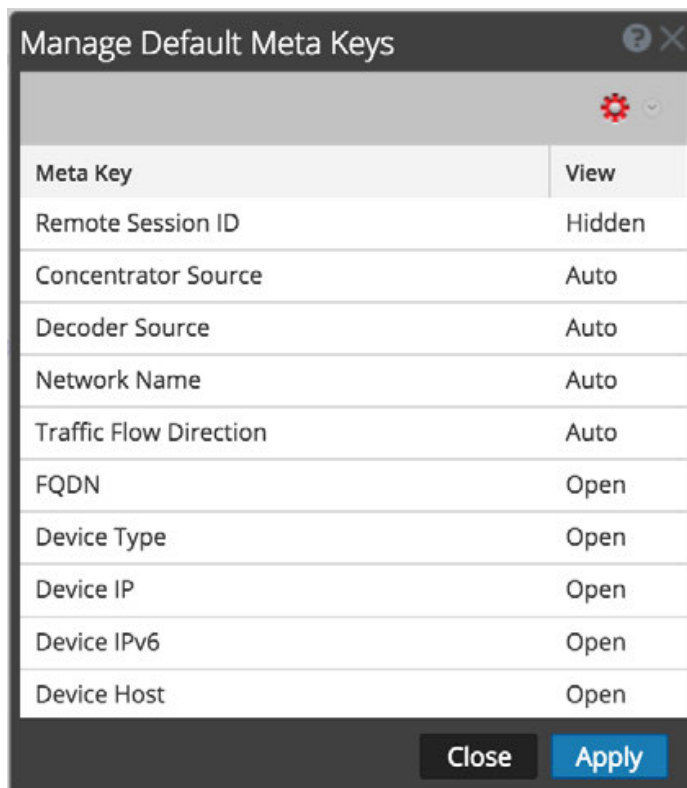 Manage Default Meta Keys
Meta Key View
Remote Session ID Hidden
Concentrator Source Auto
Decoder Source Auto
Network Name Auto
Traffic Flow Direction Auto
FQDN Open
Device Type Open
Device IP Open
Device IPv6 Open
Device Host Open
Close Apply